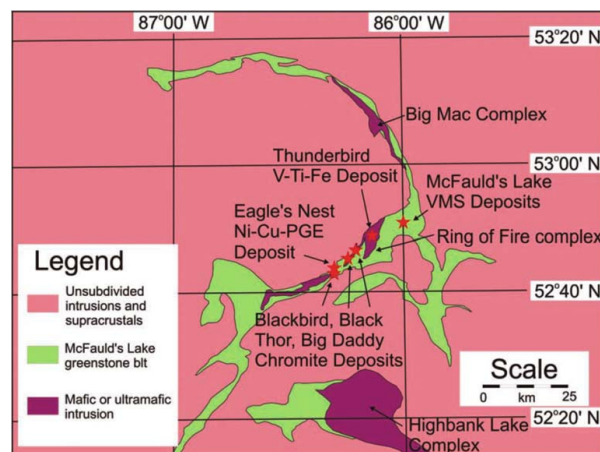 87°00' W
86°00' W
53°20'
Big Mac Complex
Thunderbird
V-Ti-Fe Deposit
53°00'
McFauld's Lake
VMS Deposits
Eagle's Nest
Ni-Cu-PGE
Deposit
Ring of Fire complex
52°40'
Blackbird, Black
Thor, Big Daddy
Chromite Deposits
Legend
Unsubdivided
intrusions and
supracrustals
McFauld's Lake
greenstone blt
Mafic or ultramafic
intrusion
Scale
0 km 25
52°20'
Highbank Lake
Complex